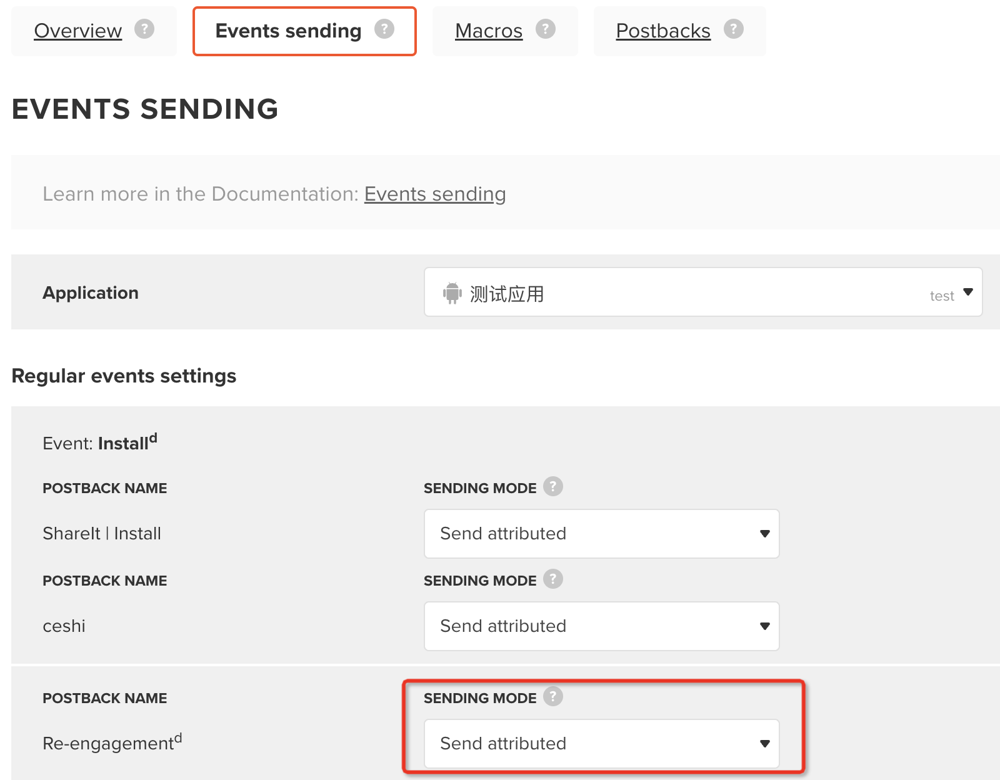 Overview ? Events sending ? Macros ? Postbacks ?
EVENTS SENDING
Learn more in the Documentation: Events sending
Application 测试应用 test
Regular events settings
Event: Installᵈ
POSTBACK NAME SENDING MODE ?
ShareIt | Install Send attributed
POSTBACK NAME SENDING MODE ?
ceshi Send attributed
POSTBACK NAME SENDING MODE ?
Re-engagementᵈ Send attributed